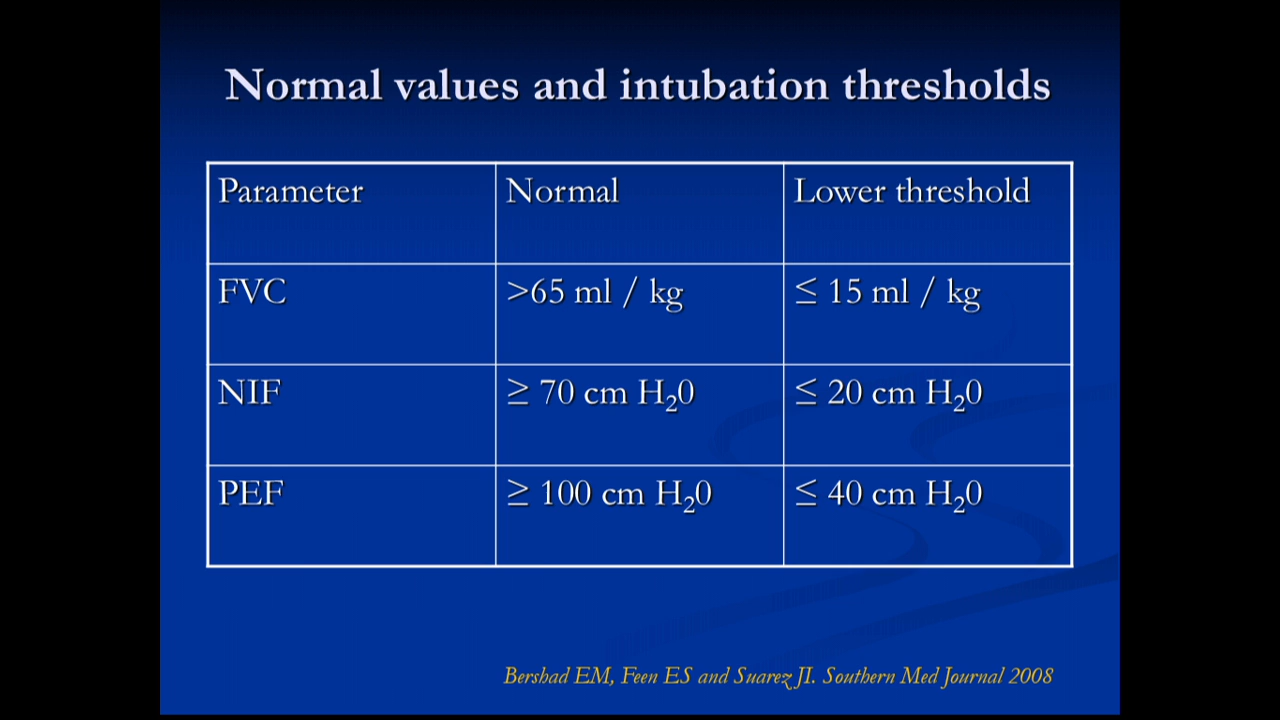 Normal values and intubation thresholds
Parameter Normal Lower threshold
FVC >65 ml / kg ≤ 15 ml / kg
NIF ≥ 70 cm H₂0 ≤ 20 cm H₂0
PEF ≥ 100 cm H₂0 ≤ 40 cm H₂0
Bershad EM, Feen ES and Suarez JI. Southern Med Journal 2008